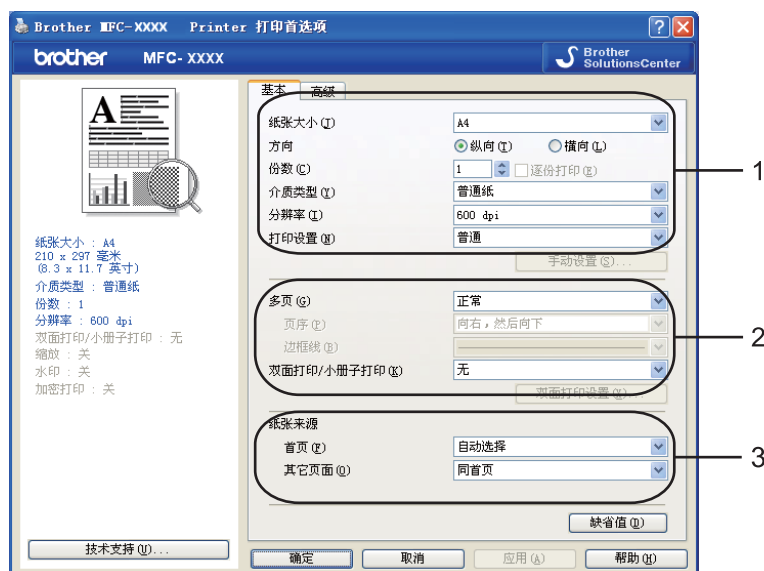 Brother MFC-XXXX Printer 打印首选项
brother MFC- XXXX
Brother
SolutionsCenter
A
纸张大小 : A4
210 x 297 毫米
(8.3 x 11.7 英寸)
介质类型 : 普通纸
份数 : 1
分辨率 : 600 dpi
双面打印/小册子打印 : 无
缩放 : 关
水印 : 关
加密打印 : 关
技术支持(U)...
基本 高级
纸张大小(I) A4
方向 纵向(T) 横向(L)
份数(C) 1 逐份打印(E)
介质类型(Y) 普通纸
分辨率(I) 600 dpi
打印设置(N) 普通
手动设置(S)...
1
多页(G) 正常
页序(P) 向右,然后向下
边框线(B)
双面打印/小册子打印(K) 无
双面打印设置(X)...
2
纸张来源
首页(F) 自动选择
其它页面(O) 同首页
3
缺省值(D)
确定 取消 应用(A) 帮助(H)